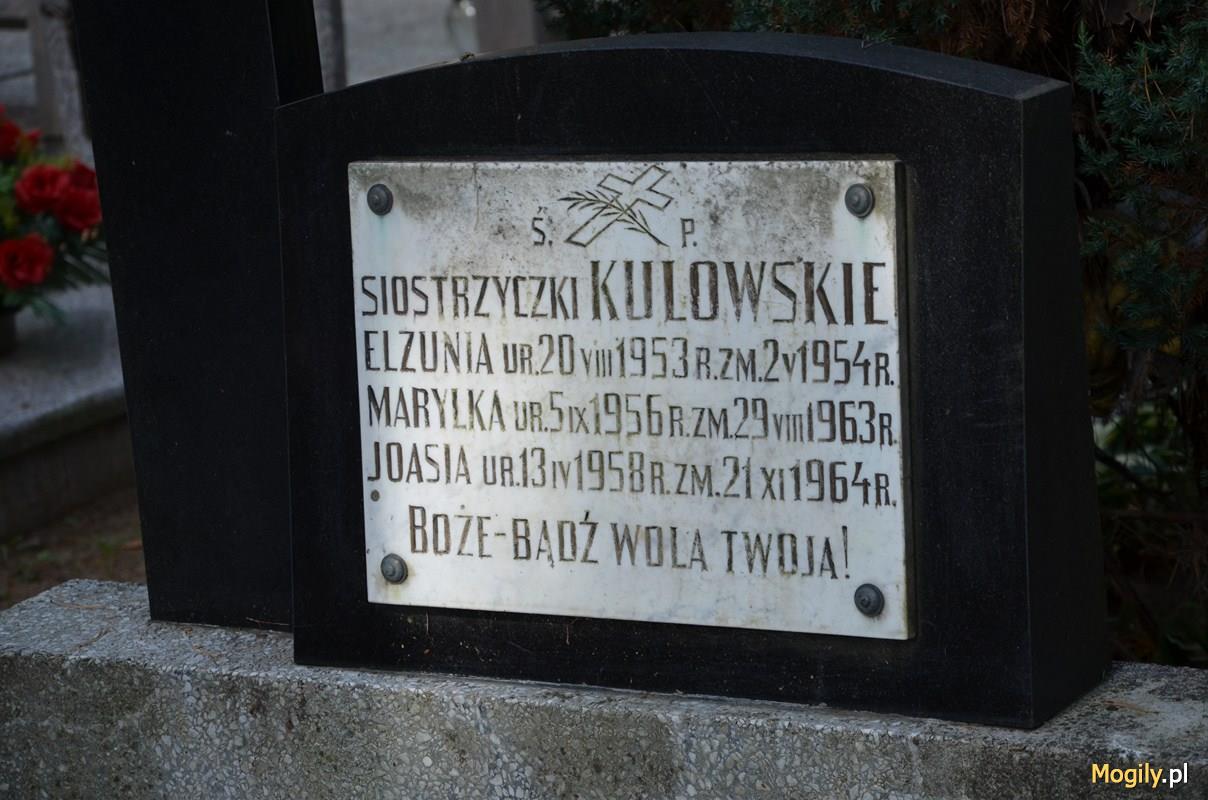 Ś. P.
SIOSTRZYCZKI KULOWSKIE
ELZUNIA UR.20 VIII 1953 R. ZM. 2 V 1954 R.
MARYLKA UR. 5 IX 1956 R. ZM. 29 VIII 1963 R.
JOASIA UR. 13 IV 1958 R. ZM. 21 XI 1964 R.
BOŻE-BĄDŹ WOLA TWOJA!
Mogily.pl